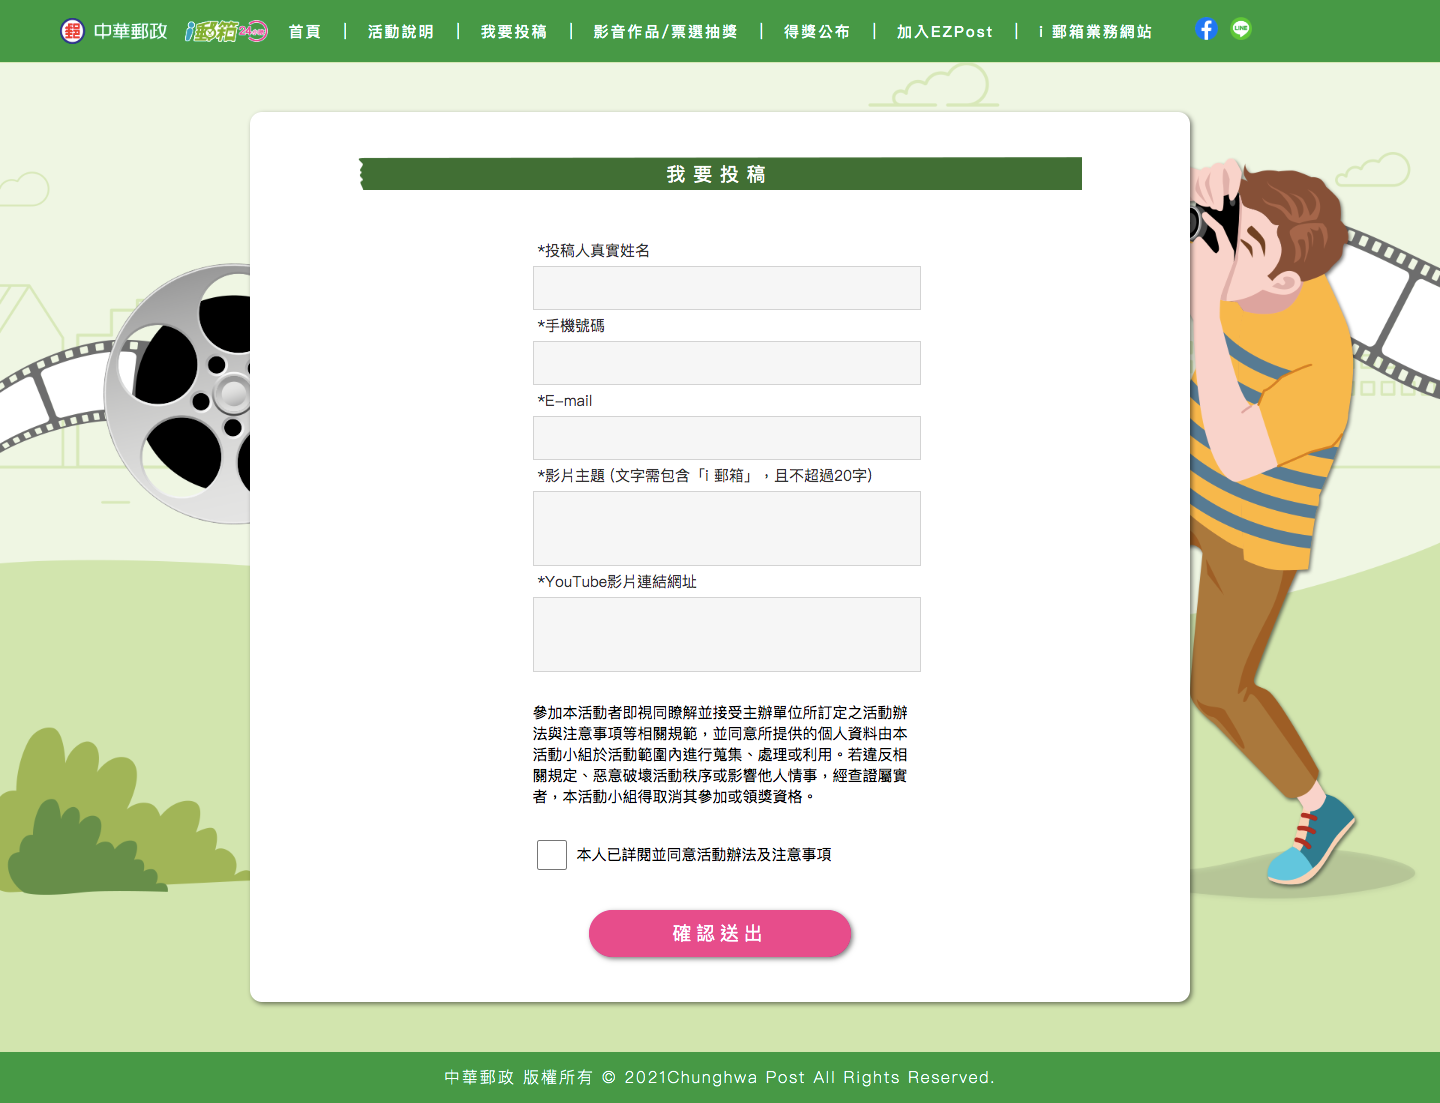 郵 中華郵政 i郵箱 24小時 首頁 | 活動說明 | 我要投稿 | 影音作品/票選抽獎 | 得獎公布 | 加入EZPost | i 郵箱業務網站 f LINE
我要投稿
*投稿人真實姓名
*手機號碼
*E-mail
*影片主題 (文字需包含「i 郵箱」，且不超過20字)
*YouTube影片連結網址
參加本活動者即視同瞭解並接受主辦單位所訂定之活動辦
法與注意事項等相關規範，並同意所提供的個人資料由本
活動小組於活動範圍內進行蒐集、處理或利用。若違反相
關規定、惡意破壞活動秩序或影響他人情事，經查證屬實
者，本活動小組得取消其參加或領獎資格。
本人已詳閱並同意活動辦法及注意事項
確認送出
中華郵政 版權所有 © 2021Chunghwa Post All Rights Reserved.